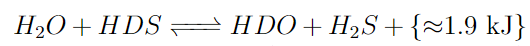 H₂O + HDS ⇌ HDO + H₂S + {≈1.9 kJ}